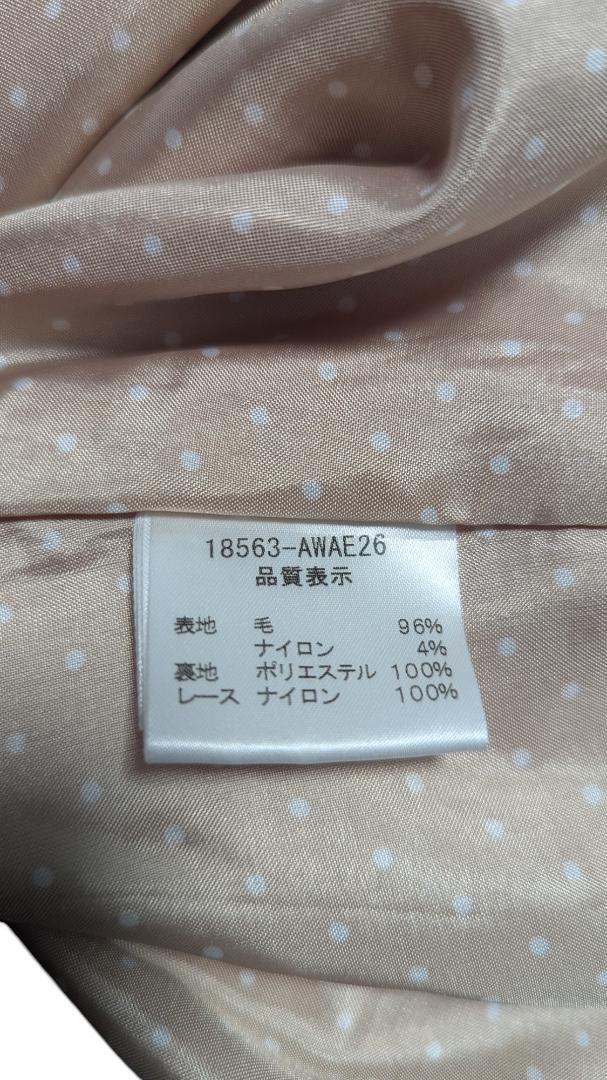 18563-AWAE26
品質表示
表地 毛 96%
ナイロン 4%
裏地 ポリエステル 100%
レース ナイロン 100%